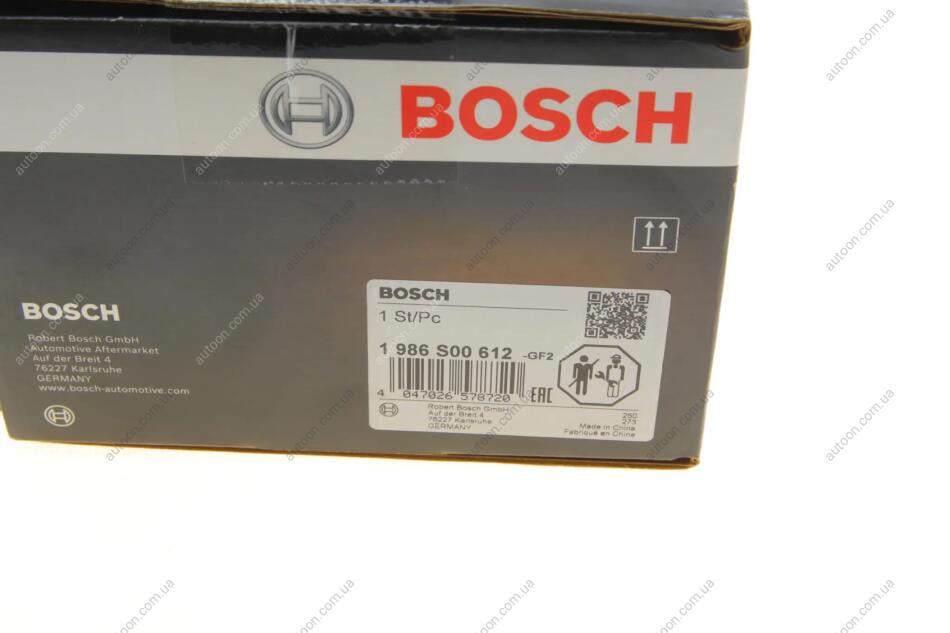 BOSCH
BOSCH
Robert Bosch GmbH
Automotive Aftermarket
Auf der Breit 4
76227 Karlsruhe
GERMANY
www.bosch-automotive.com
BOSCH
1 St/Pc
1 986 S00 612 -GF2
4 047026 578720
EAC
Robert Bosch GmbH
Auf der Breit 4
76227 Karlsruhe
GERMANY
250
273
Made in China
Fabriqué en Chine
autoon.com.ua